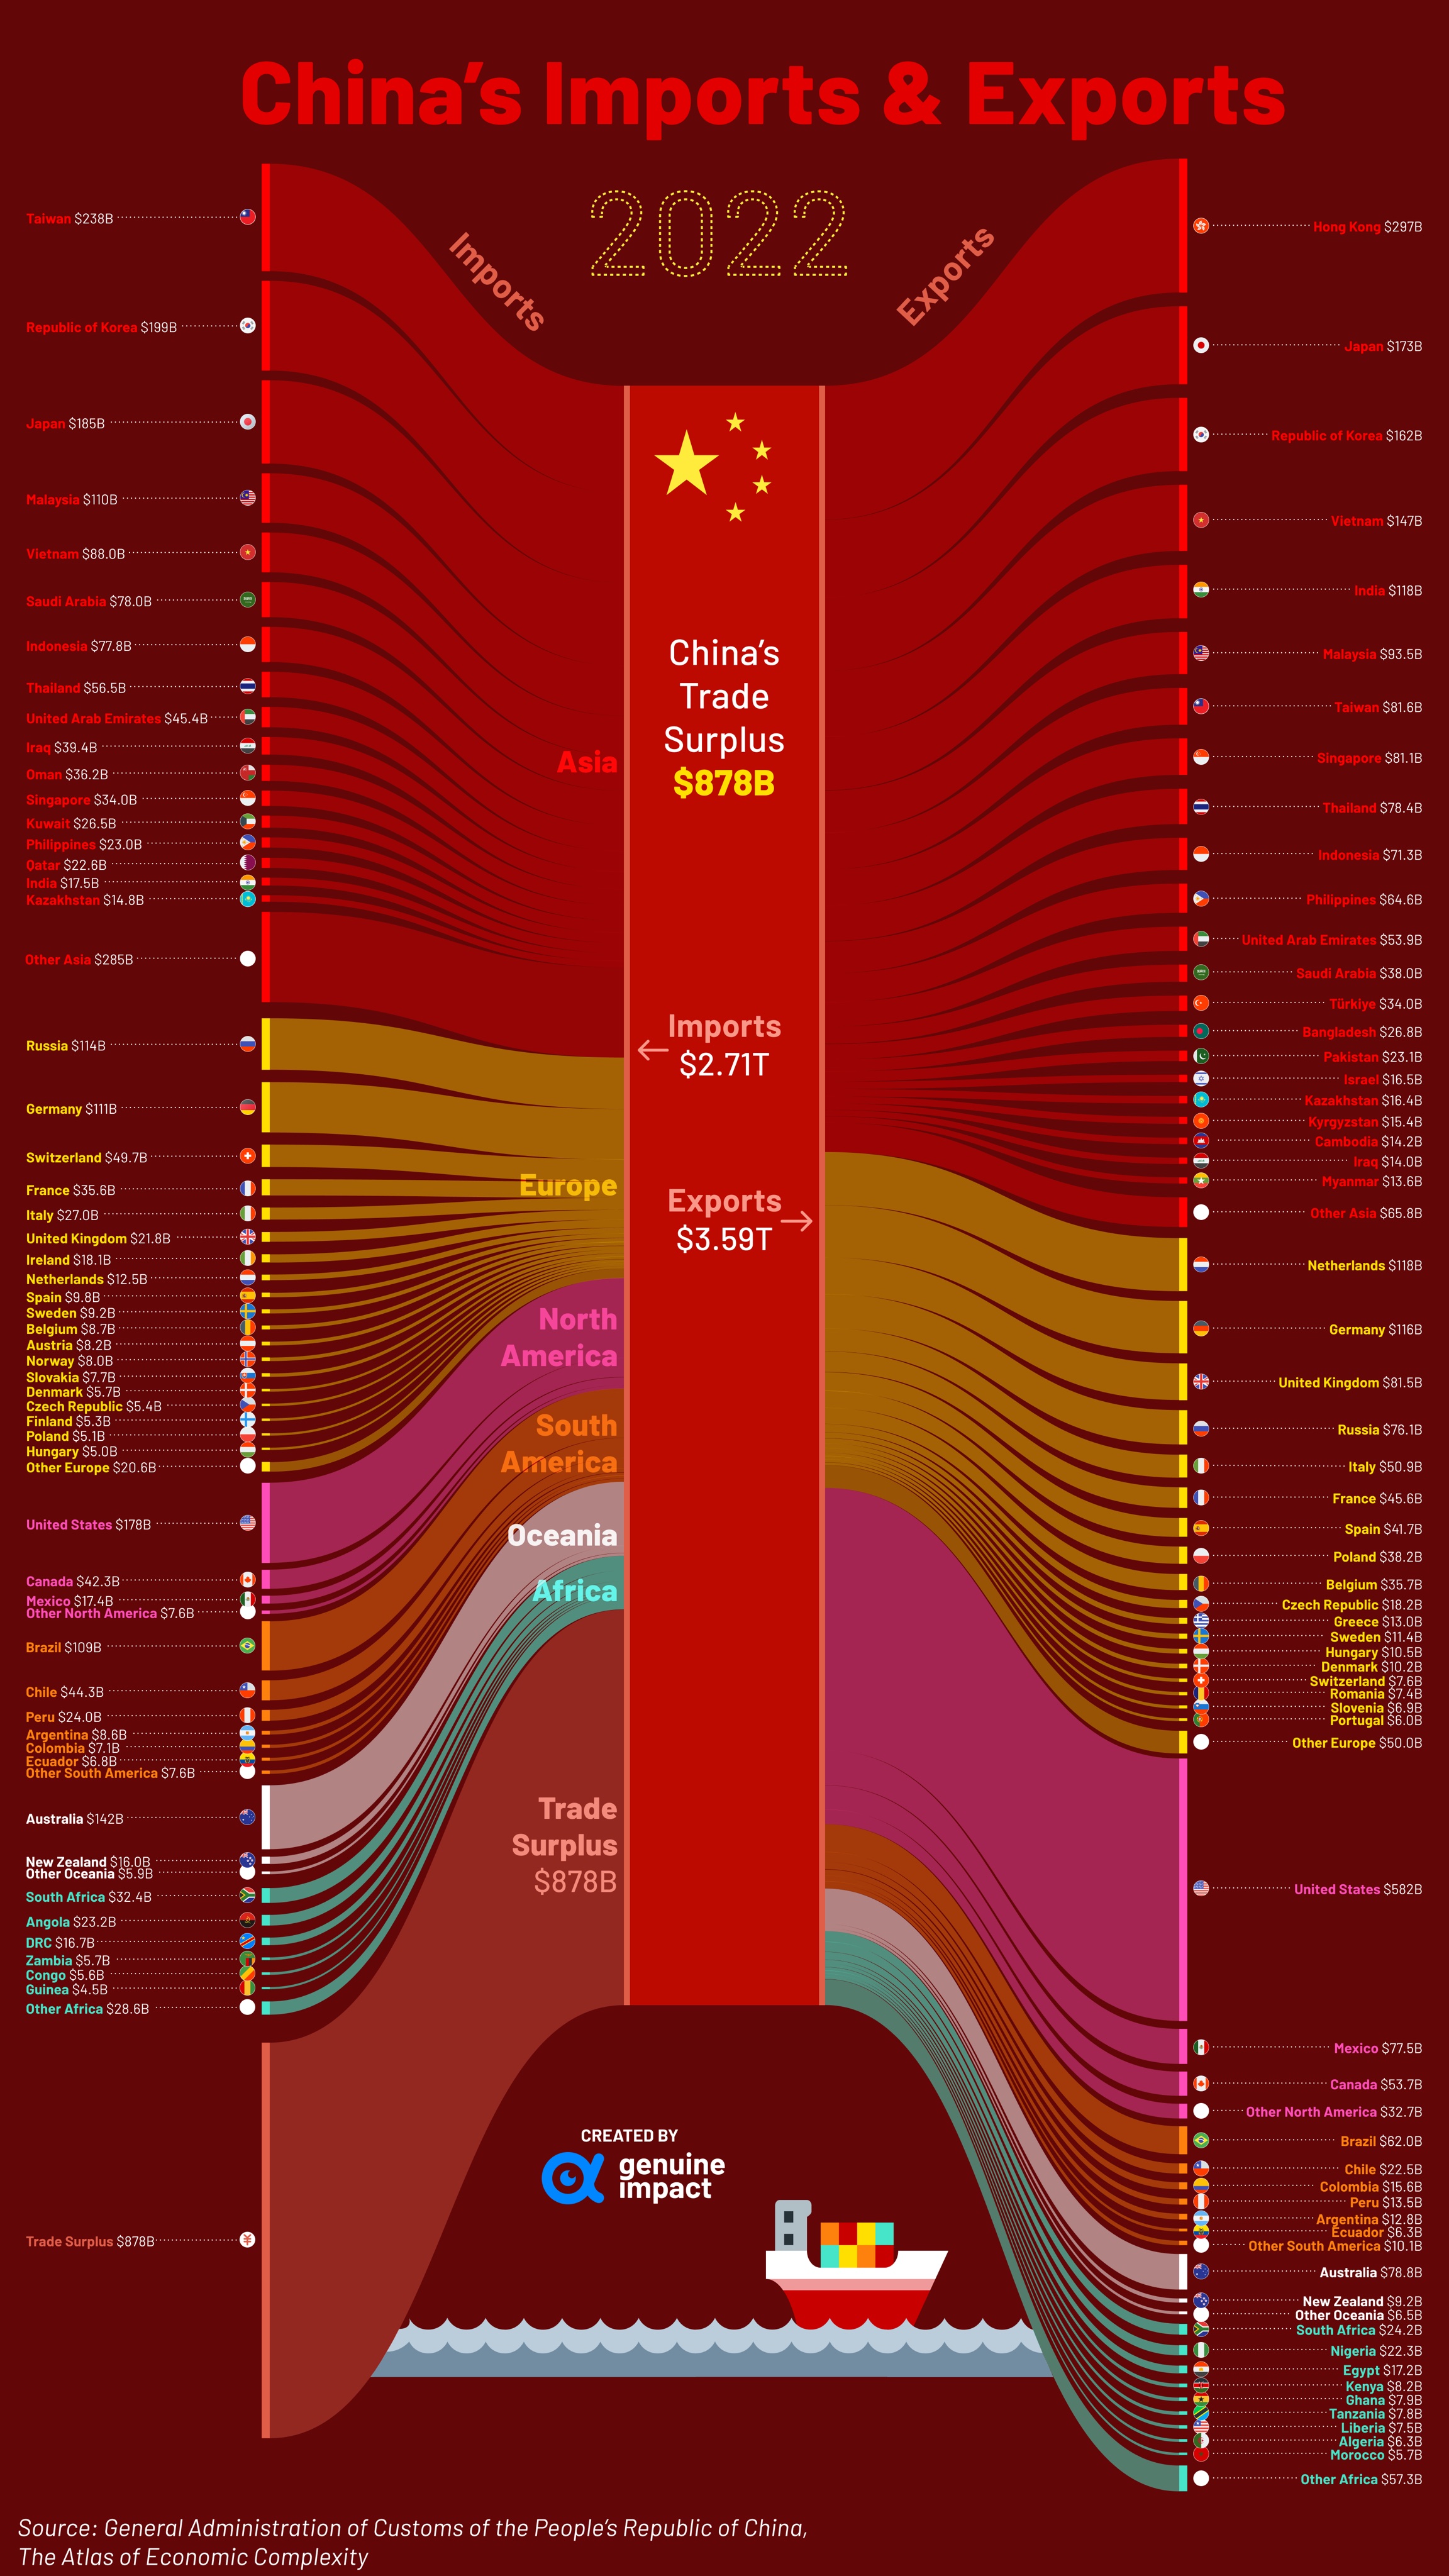 China's Imports & Exports
2022
Imports
Exports
Taiwan $238B
Republic of Korea $199B
Japan $185B
Malaysia $110B
Vietnam $88.0B
Saudi Arabia $78.0B
Indonesia $77.8B
Thailand $56.5B
United Arab Emirates $45.4B
Iraq $39.4B
Oman $36.2B
Singapore $34.0B
Kuwait $26.5B
Philippines $23.0B
Qatar $22.6B
India $17.5B
Kazakhstan $14.8B
Other Asia $285B
Russia $114B
Germany $111B
Switzerland $49.7B
France $35.6B
Italy $27.0B
United Kingdom $21.8B
Ireland $18.1B
Netherlands $12.5B
Spain $9.8B
Sweden $9.2B
Belgium $8.7B
Austria $8.2B
Norway $8.0B
Slovakia $7.7B
Denmark $5.7B
Czech Republic $5.4B
Finland $5.3B
Poland $5.1B
Hungary $5.0B
Other Europe $20.6B
United States $178B
Canada $42.3B
Mexico $17.4B
Other North America $7.6B
Brazil $109B
Chile $44.3B
Peru $24.0B
Argentina $8.6B
Colombia $7.1B
Ecuador $6.8B
Other South America $7.6B
Australia $142B
New Zealand $16.0B
Other Oceania $5.9B
South Africa $32.4B
Angola $23.2B
DRC $16.7B
Zambia $5.7B
Congo $5.6B
Guinea $4.5B
Other Africa $28.6B
Trade Surplus $878B
¥
Asia
Europe
North
America
South
America
Oceania
Africa
Trade
Surplus
$878B
China's
Trade
Surplus
$878B
Imports
$2.71T
Exports
$3.59T
Hong Kong $297B
Japan $173B
Republic of Korea $162B
Vietnam $147B
India $118B
Malaysia $93.5B
Taiwan $81.6B
Singapore $81.1B
Thailand $78.4B
Indonesia $71.3B
Philippines $64.6B
United Arab Emirates $53.9B
Saudi Arabia $38.0B
Türkiye $34.0B
Bangladesh $26.8B
Pakistan $23.1B
Israel $16.5B
Kazakhstan $16.4B
Kyrgyzstan $15.4B
Cambodia $14.2B
Iraq $14.0B
Myanmar $13.6B
Other Asia $65.8B
Netherlands $118B
Germany $116B
United Kingdom $81.5B
Russia $76.1B
Italy $50.9B
France $45.6B
Spain $41.7B
Poland $38.2B
Belgium $35.7B
Czech Republic $18.2B
Greece $13.0B
Sweden $11.4B
Hungary $10.5B
Denmark $10.2B
Switzerland $7.6B
Romania $7.4B
Slovenia $6.9B
Portugal $6.0B
Other Europe $50.0B
United States $582B
Mexico $77.5B
Canada $53.7B
Other North America $32.7B
Brazil $62.0B
Chile $22.5B
Colombia $15.6B
Peru $13.5B
Argentina $12.8B
Ecuador $6.3B
Other South America $10.1B
Australia $78.8B
New Zealand $9.2B
Other Oceania $6.5B
South Africa $24.2B
Nigeria $22.3B
Egypt $17.2B
Kenya $8.2B
Ghana $7.9B
Tanzania $7.8B
Liberia $7.5B
Algeria $6.3B
Morocco $5.7B
Other Africa $57.3B
CREATED BY
genuine
impact
Source: General Administration of Customs of the People's Republic of China,
The Atlas of Economic Complexity